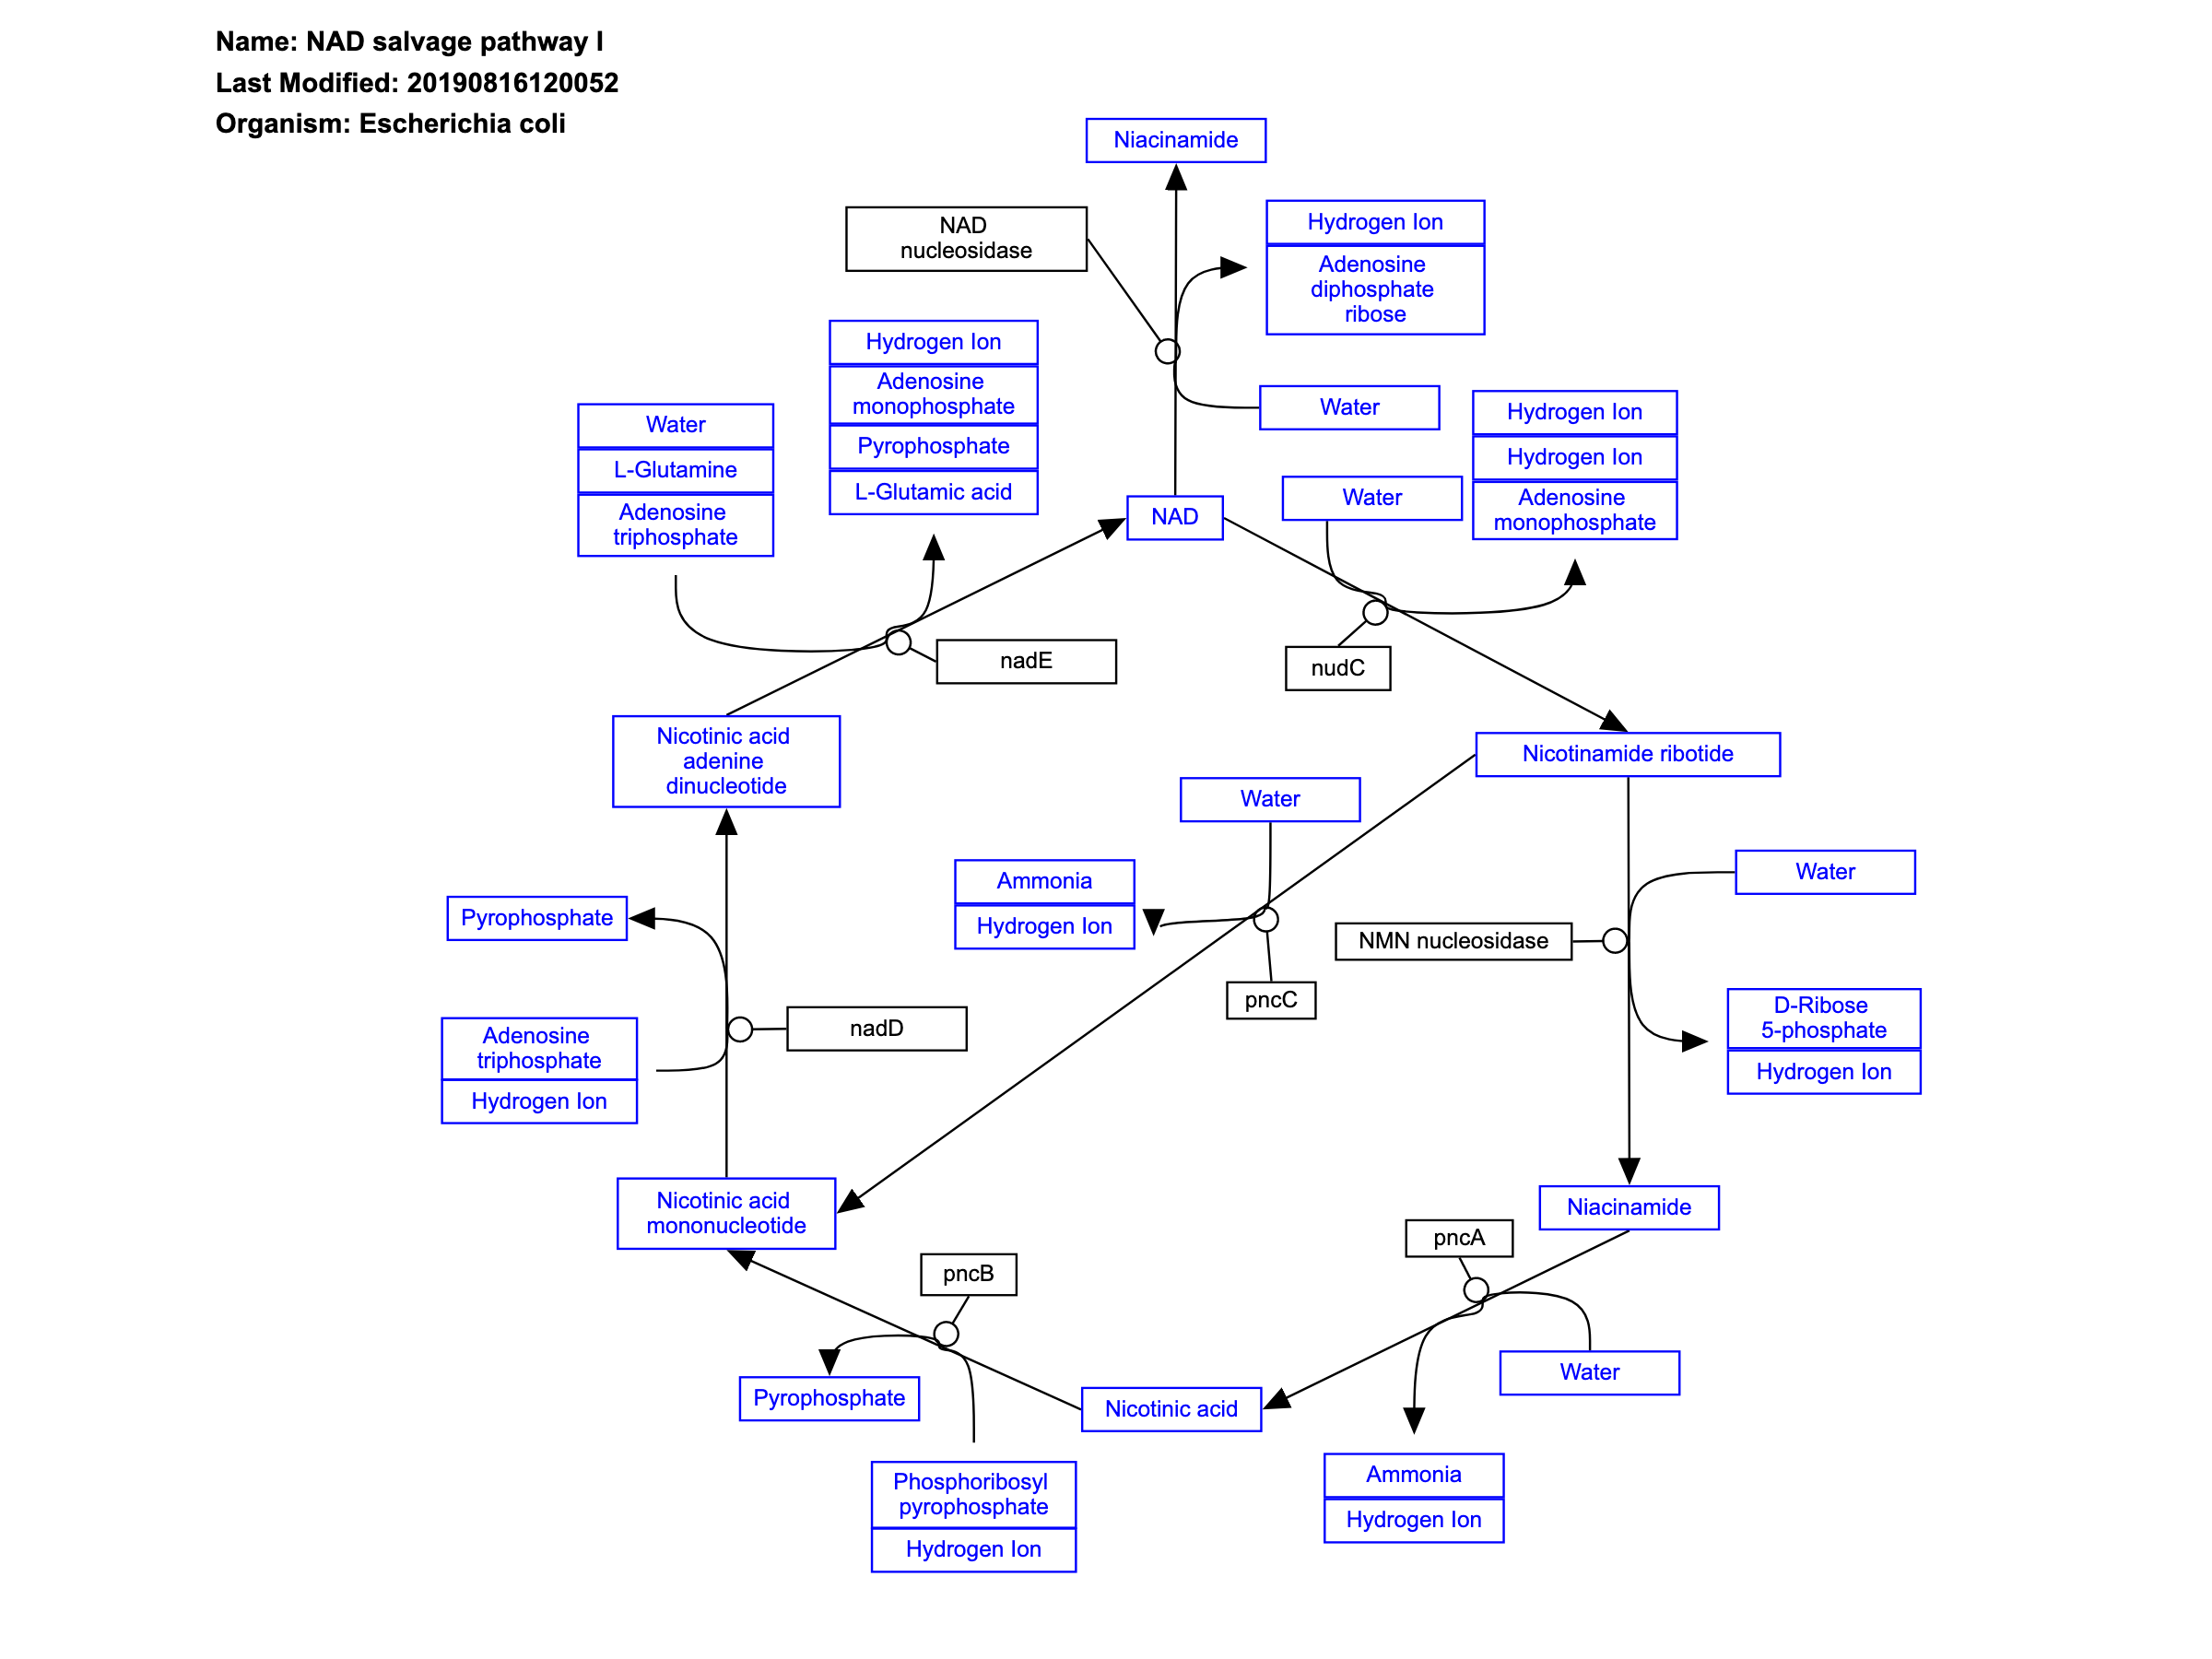 Name: NAD salvage pathway I
Last Modified: 20190816120052
Organism: Escherichia coli
Niacinamide
NAD
nucleosidase
Hydrogen Ion
Adenosine
diphosphate
ribose
Hydrogen Ion
Adenosine
monophosphate
Pyrophosphate
L-Glutamic acid
Water
L-Glutamine
Adenosine
triphosphate
Water
Hydrogen Ion
Hydrogen Ion
Adenosine
monophosphate
Water
NAD
nadE
nudC
Nicotinic acid
adenine
dinucleotide
Nicotinamide ribotide
Water
Ammonia
Hydrogen Ion
Water
Pyrophosphate
NMN nucleosidase
pncC
nadD
Adenosine
triphosphate
Hydrogen Ion
D-Ribose
5-phosphate
Hydrogen Ion
Nicotinic acid
mononucleotide
Niacinamide
pncA
pncB
Water
Pyrophosphate
Nicotinic acid
Phosphoribosyl
pyrophosphate
Hydrogen Ion
Ammonia
Hydrogen Ion